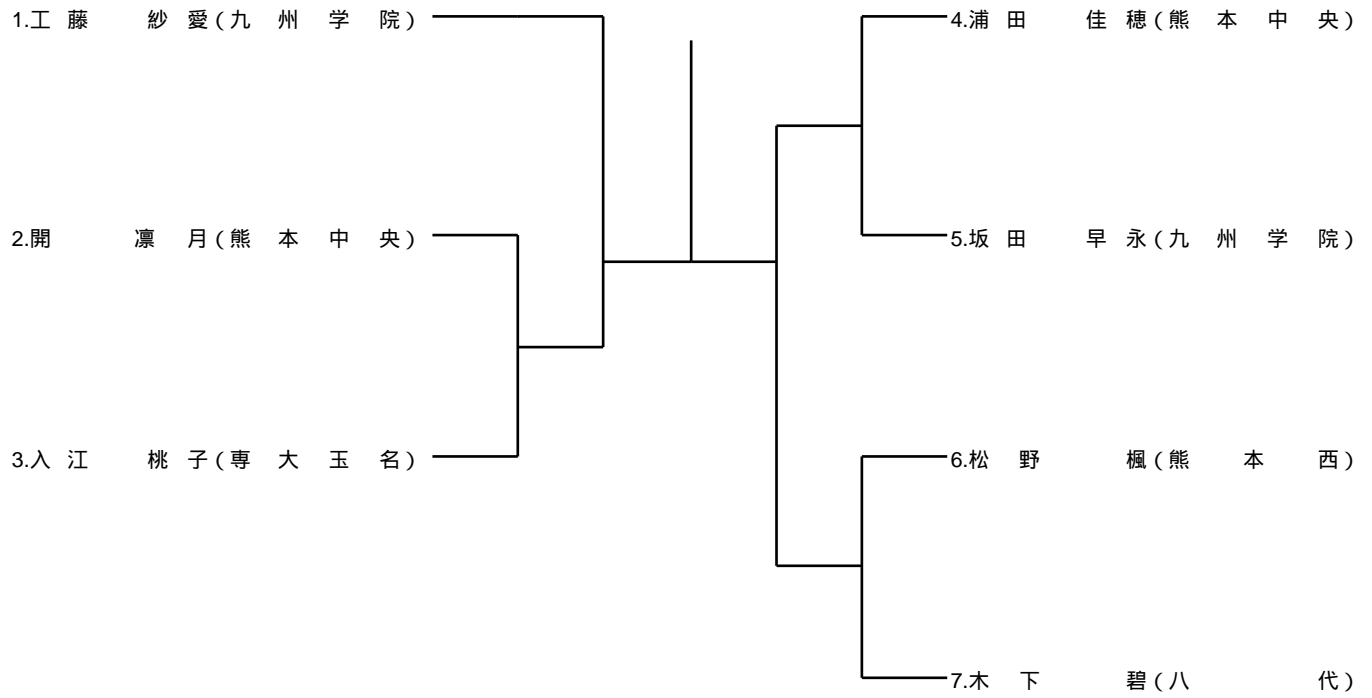 1.工藤 紗愛(九州学院)
2.開 凛月(熊本中央)
3.入江 桃子(専大玉名)
4.浦田 佳穂(熊本中央)
5.坂田 早永(九州学院)
6.松野 楓(熊本西)
7.木下 碧(八代)